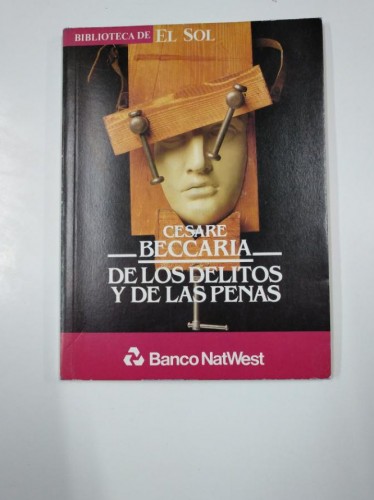 BIBLIOTECA DE EL SOL
CESARE
BECCARIA
DE LOS DELITOS
Y DE LAS PENAS
Banco NatWest